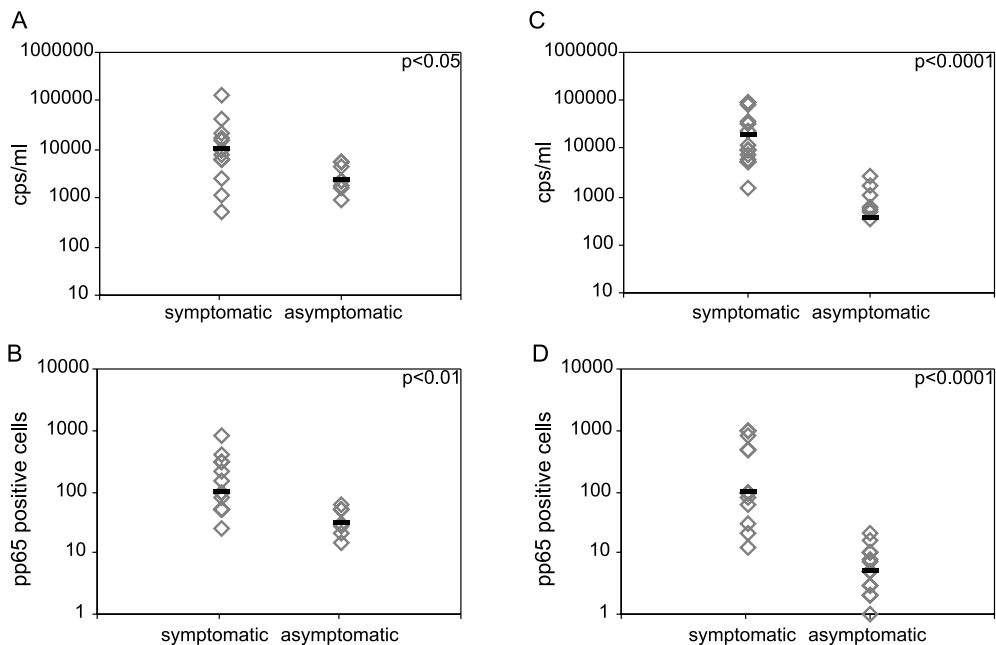 A
cps/ml
1000000
100000
10000
1000
100
10
p<0.05
symptomatic asymptomatic
C
cps/ml
1000000
100000
10000
1000
100
10
p<0.0001
symptomatic asymptomatic
B
pp65 positive cells
10000
1000
100
10
1
p<0.01
symptomatic asymptomatic
D
pp65 positive cells
10000
1000
100
10
1
p<0.0001
symptomatic asymptomatic